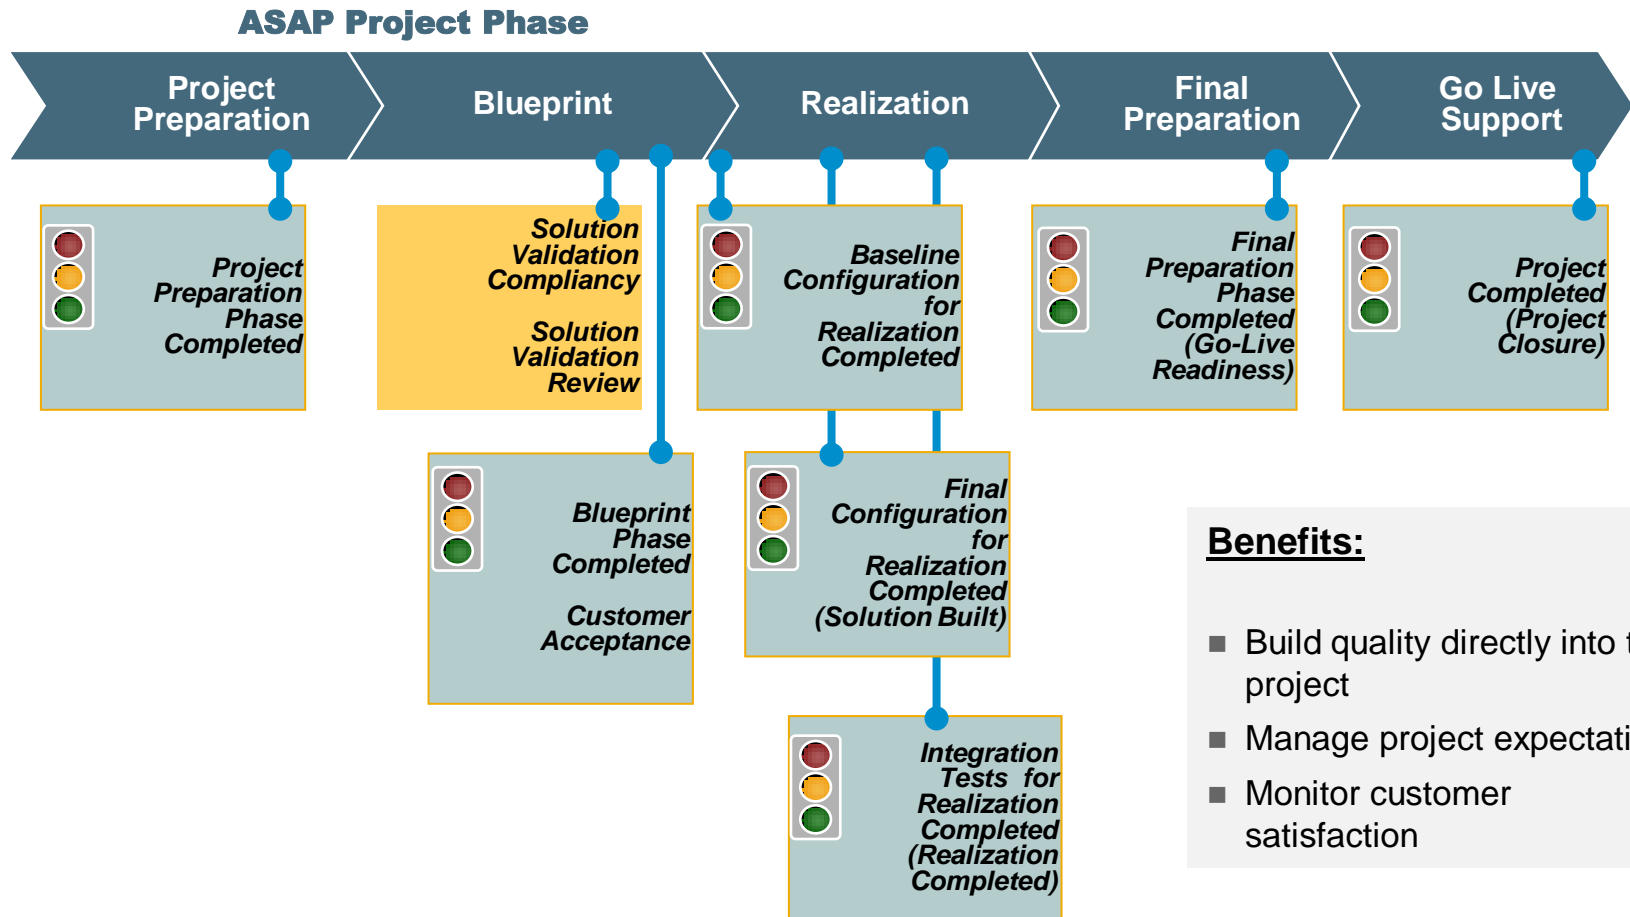 ASAP Project Phase
Project
Preparation
Blueprint
Realization
Final
Preparation
Go Live
Support
Project
Preparation
Phase
Completed
Solution
Validation
Compliancy
Solution
Validation
Review
Baseline
Configuration
for
Realization
Completed
Final
Preparation
Phase
Completed
(Go-Live
Readiness)
Project
Completed
(Project
Closure)
Blueprint
Phase
Completed
Customer
Acceptance
Final
Configuration
for
Realization
Completed
(Solution Built)
Integration
Tests for
Realization
Completed
(Realization
Completed)
Benefits:
■ Build quality directly into
project
■ Manage project
■ Monitor customer
satisfaction